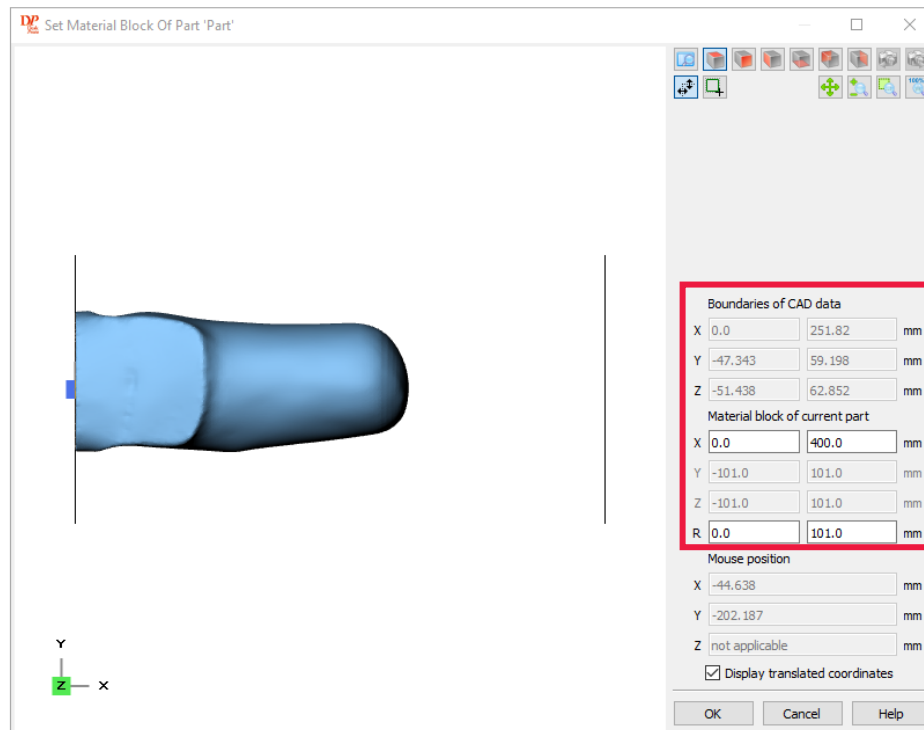 DP Set Material Block Of Part 'Part'
100%
Boundaries of CAD data
X 0.0 251.82 mm
Y -47.343 59.198 mm
Z -51.438 62.852 mm
Material block of current part
X 0.0 400.0 mm
Y -101.0 101.0 mm
Z -101.0 101.0 mm
R 0.0 101.0 mm
Mouse position
X -44.638 mm
Y -202.187 mm
Z not applicable mm
Display translated coordinates
Y
Z X
OK Cancel Help